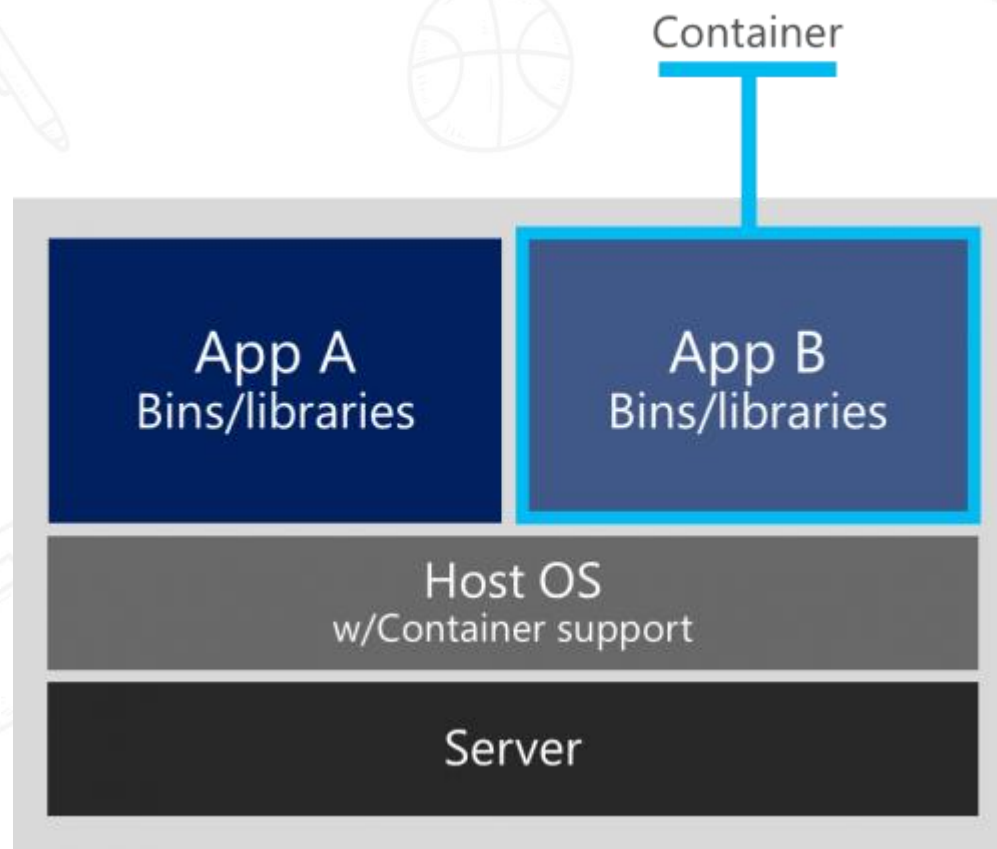 Container
App A
Bins/libraries
App B
Bins/libraries
Host OS
w/Container support
Server